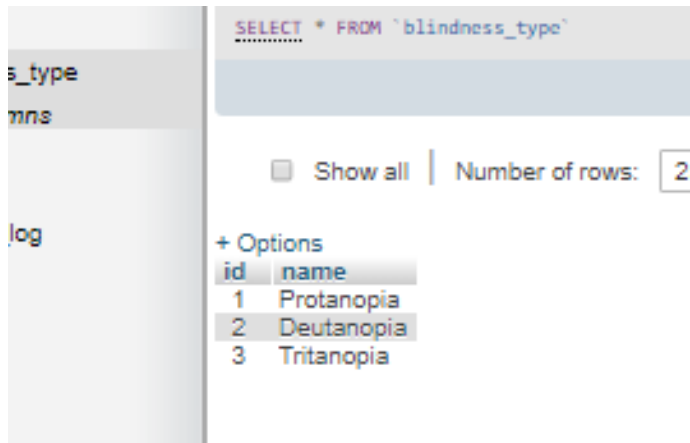 SELECT * FROM `blindness_type`
s_type
mns
Show all Number of rows: 2
log
+ Options
id name
1 Protanopia
2 Deutanopia
3 Tritanopia